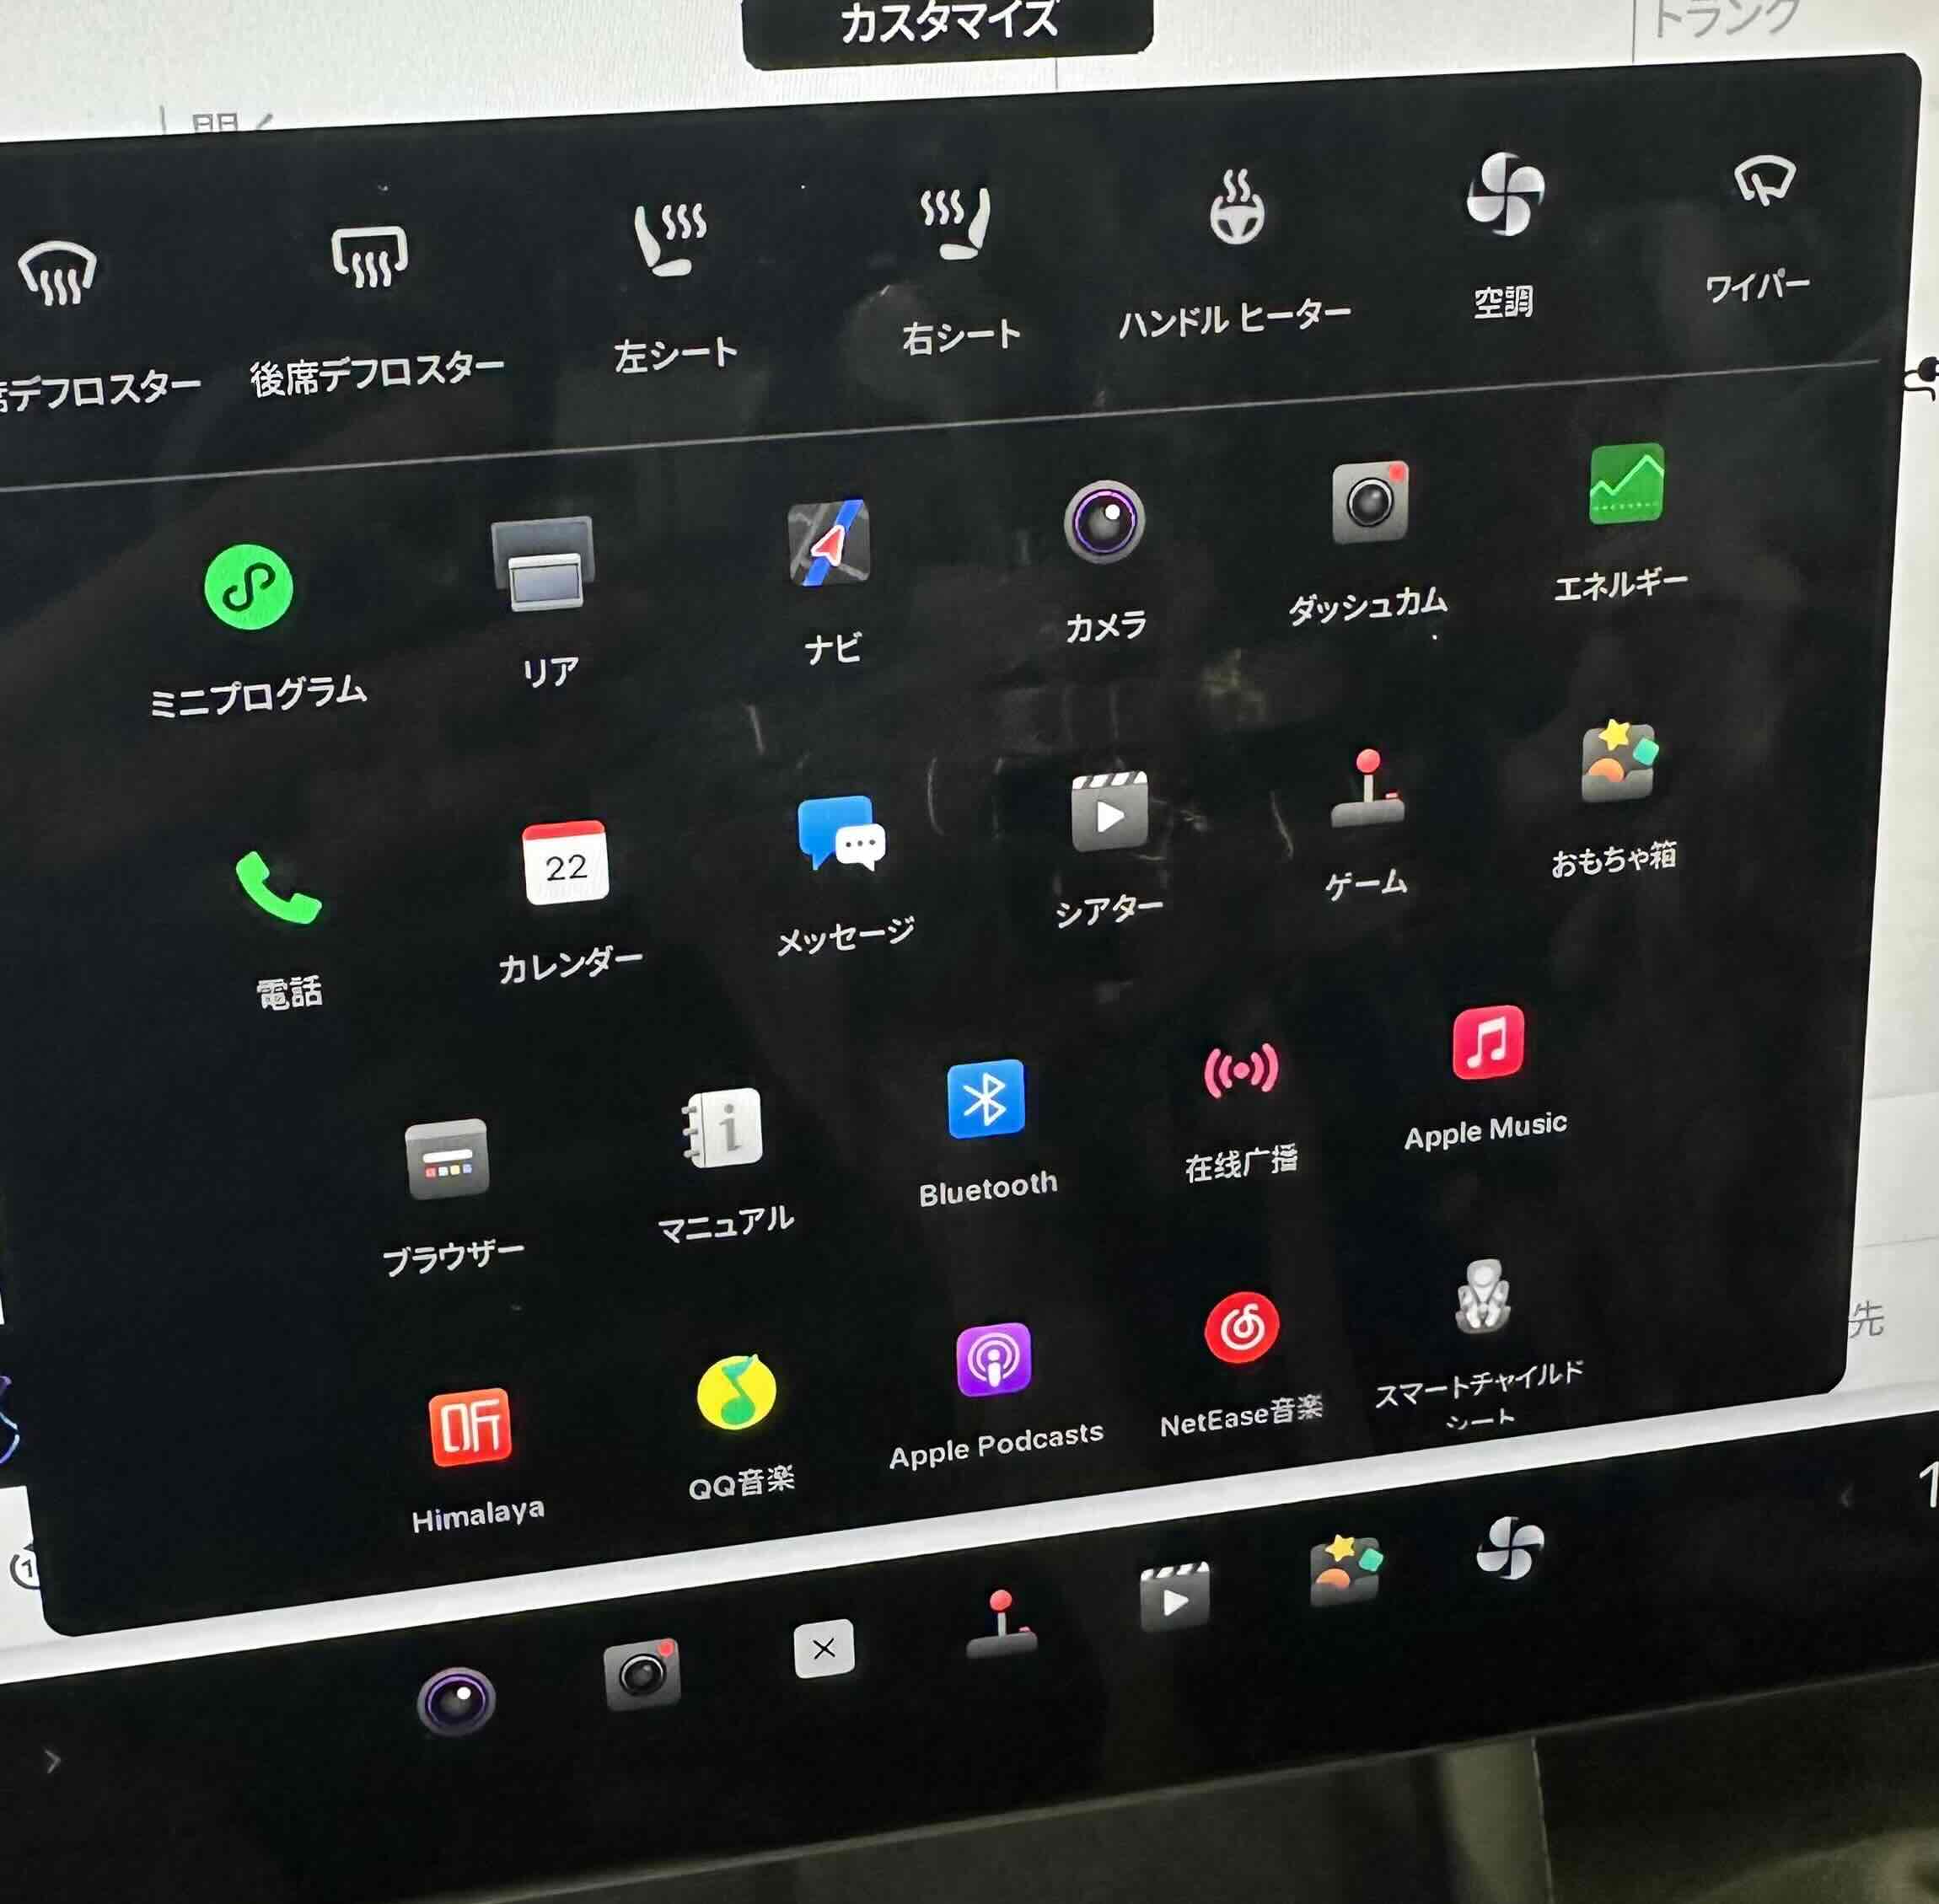 カスタマイズ
トランク
開く
席デフロスター
後席デフロスター
左シート
右シート
ハンドル ヒーター
空調
ワイパー
ミニプログラム
リア
ナビ
カメラ
ダッシュカム
エネルギー
電話
22
カレンダー
メッセージ
シアター
ゲーム
おもちゃ箱
ブラウザー
i
マニュアル
Bluetooth
在线广播
Apple Music
听
Himalaya
QQ音楽
Apple Podcasts
NetEase音楽
スマートチャイルド
シート
先
1